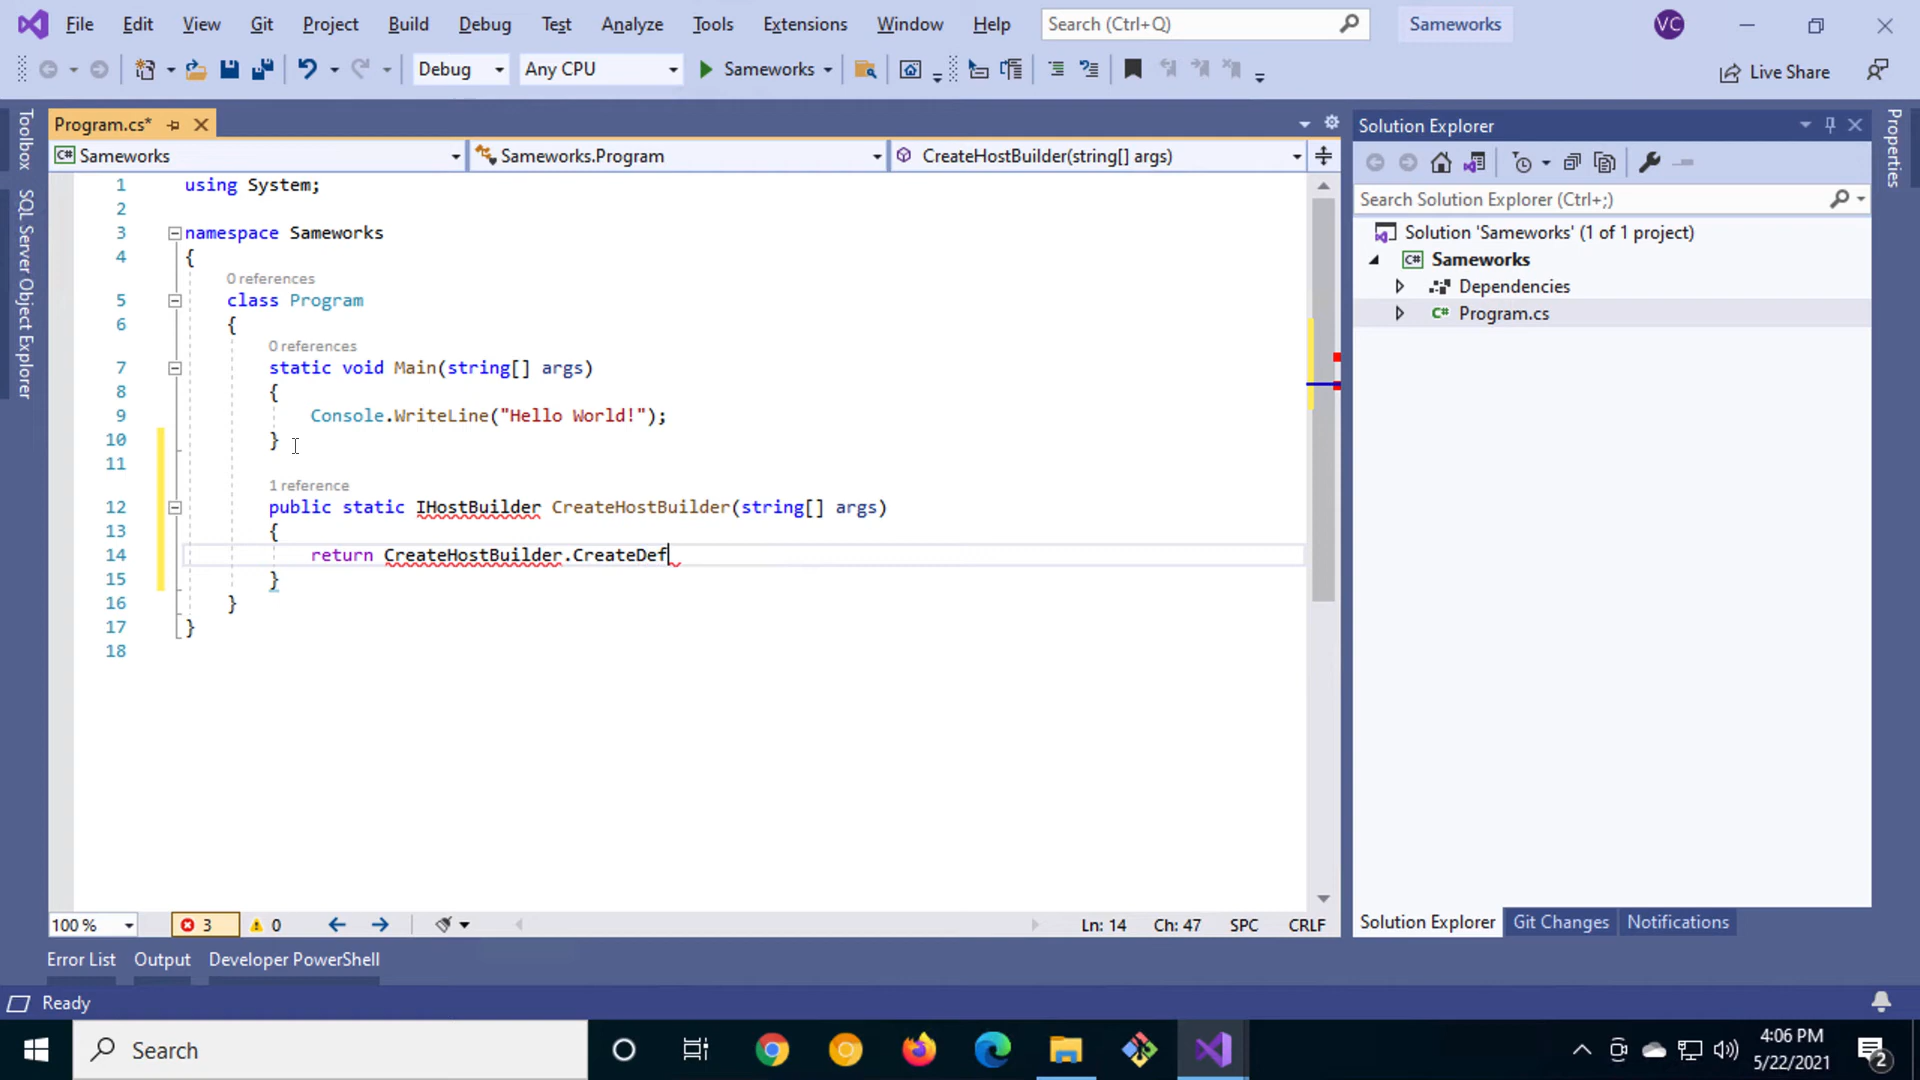 File Edit View Git Project Build Debug Test Tools Analyze Extensions Window Help Search (Ctrl+Q) Sameworks VC
Debug Any CPU Sameworks Live Share
Toolbox
SQL Server Object Explorer
Program.cs*
Sameworks Sameworks.Program CreateHostBuilder(string[] args)
1 using System;
2
3 namespace Sameworks
4 {
0 references
5 class Program
6 {
0 references
7 static void Main(string[] args)
8 {
9 Console.WriteLine("Hello World!");
10 }
11
1 reference
12 public static IHostBuilder CreateHostBuilder(string[] args)
13 {
14 return CreateHostBuilder.CreateDef
15 }
16 }
17 }
18
100 % 3 0 Ln: 14 Ch: 47 SPC CRLF
Solution Explorer
Search Solution Explorer (Ctrl+;)
Solution 'Sameworks' (1 of 1 project)
C# Sameworks
Dependencies
C# Program.cs
Solution Explorer Git Changes Notifications
Properties
Error List Output Developer PowerShell
Ready
Search
4:06 PM
5/22/2021
2